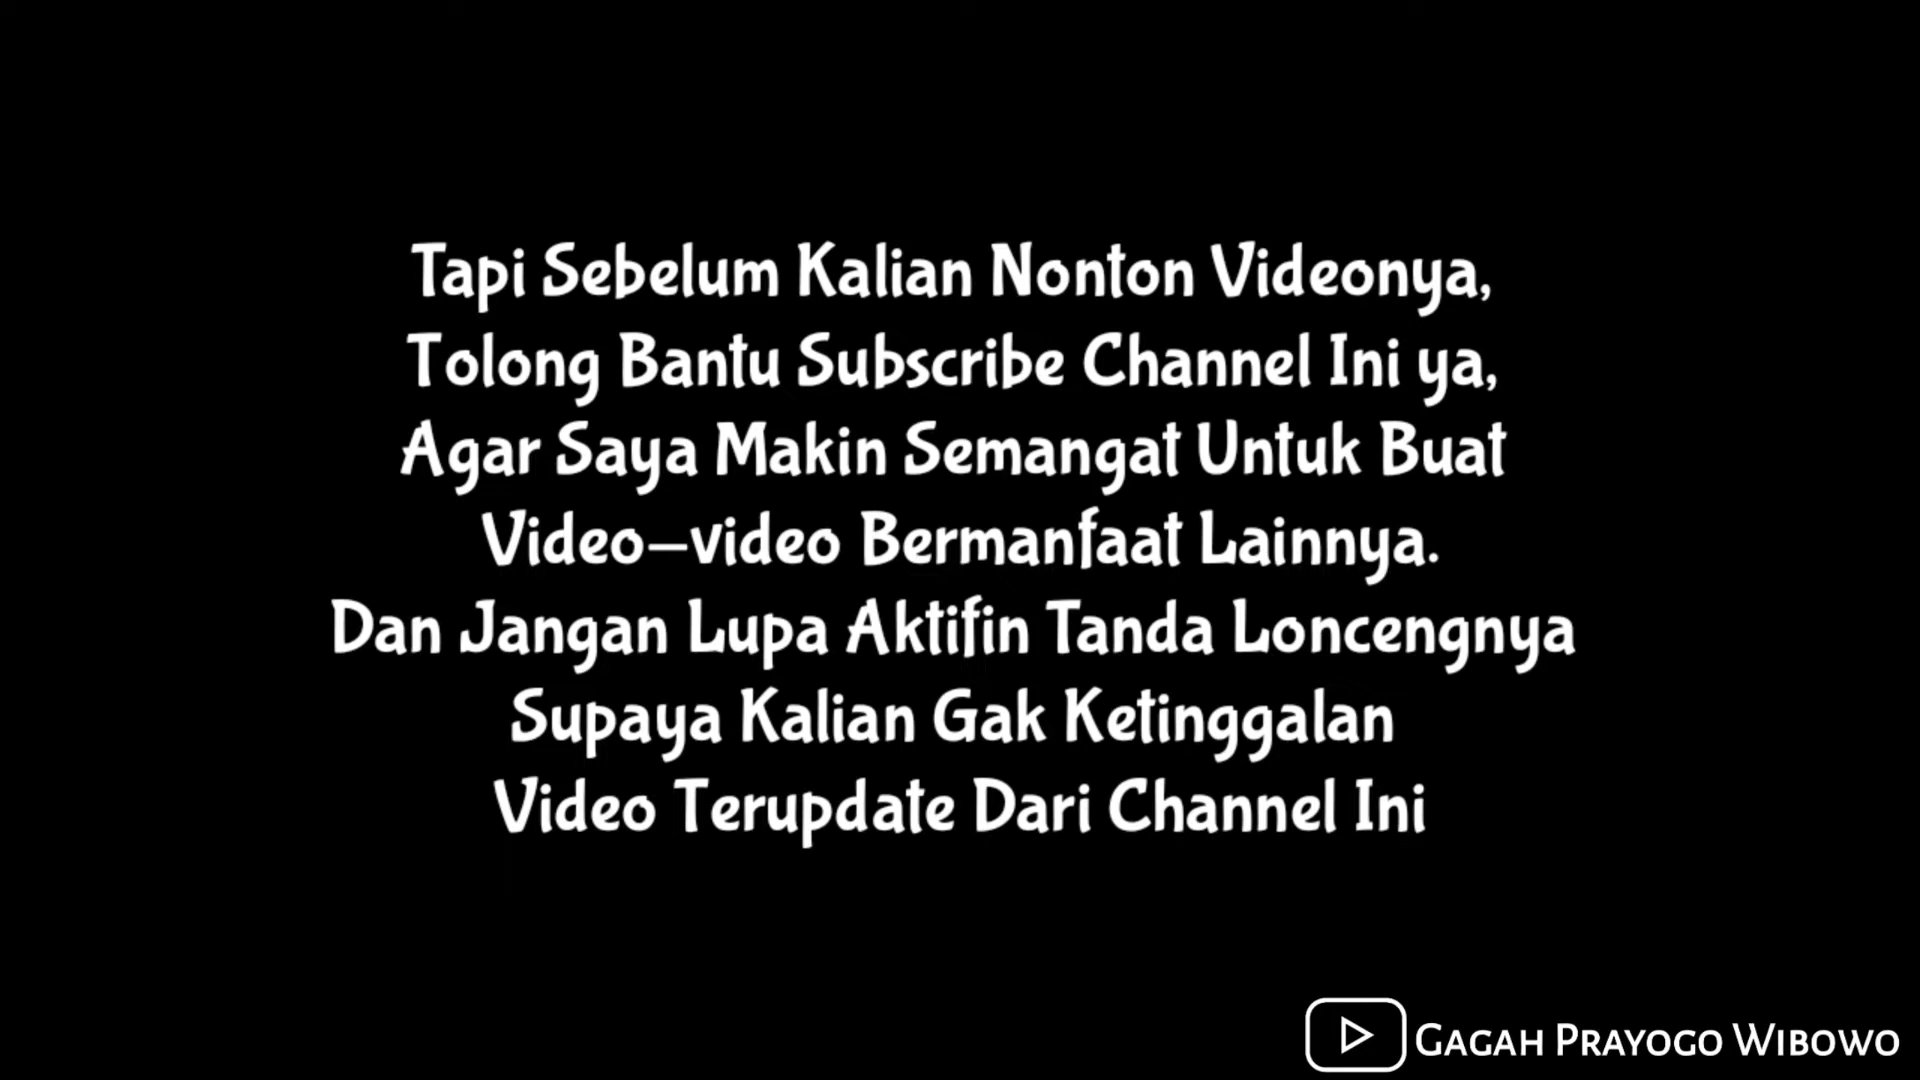 Tapi Sebelum Kalian Nonton Videonya,
Tolong Bantu Subscribe Channel Ini ya,
Agar Saya Makin Semangat Untuk Buat
Video-video Bermanfaat Lainnya.
Dan Jangan Lupa Aktifin Tanda Loncengnya
Supaya Kalian Gak Ketinggalan
Video Terupdate Dari Channel Ini
GAGAH PRAYOGO WIBOWO